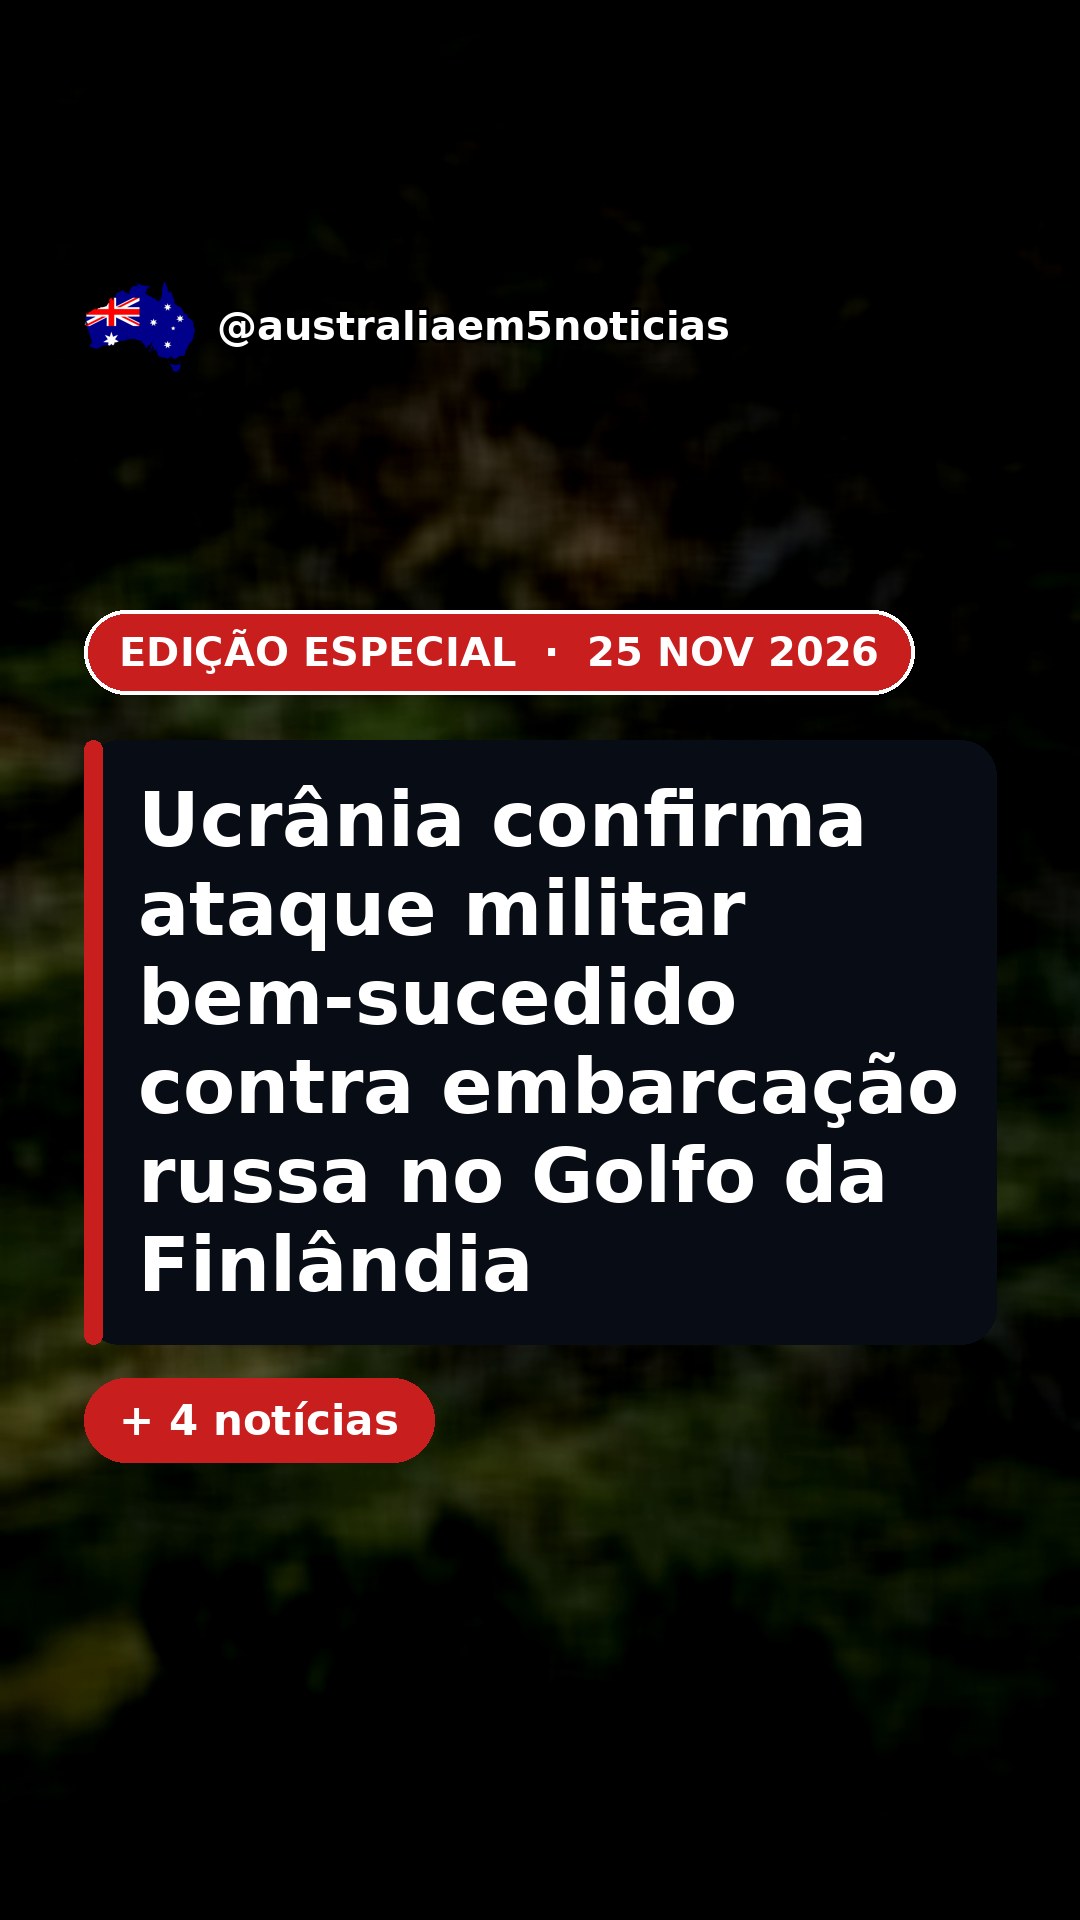 @australiaem5noticias
EDIÇÃO ESPECIAL · 25 NOV 2026
Ucrânia confirma
ataque militar
bem-sucedido
contra embarcação
russa no Golfo da
Finlândia
+ 4 notícias